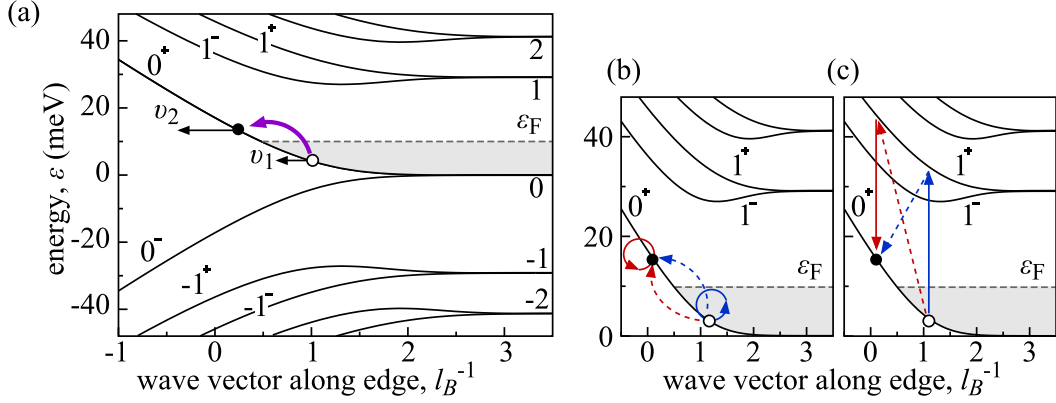 (a)
40
20
0
-20
-40
energy, ε (meV)
0⁺
1⁻
1⁺
2
1
υ₂
υ₁
ε_F
0
0⁻
-1⁺
-1⁻
-1
-2
-1 0 1 2 3
wave vector along edge, l_B⁻¹
(b)
40
20
0
0⁺
1⁺
1⁻
ε_F
0 1 2 3
wave vector along edge, l_B⁻¹
(c)
0⁺
1⁺
1⁻
ε_F
0 1 2 3